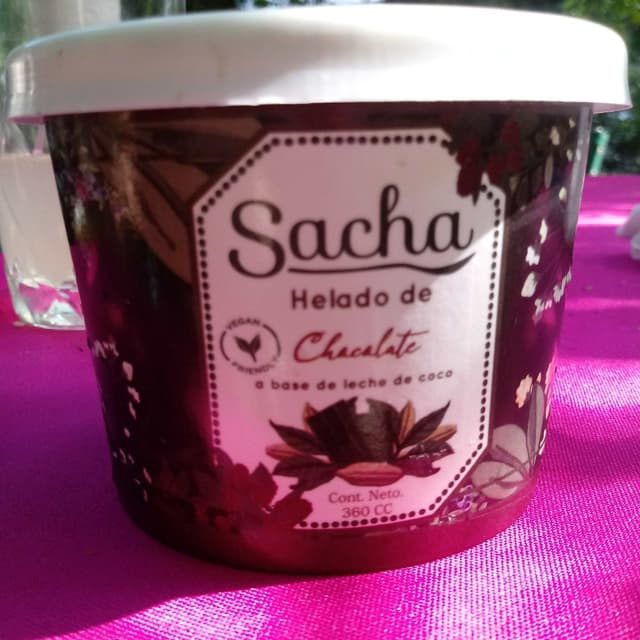 Sacha
Helado de
VEGAN
FRIENDLY
Chocolate
a base de leche de coco
Cont. Neto.
360 CC